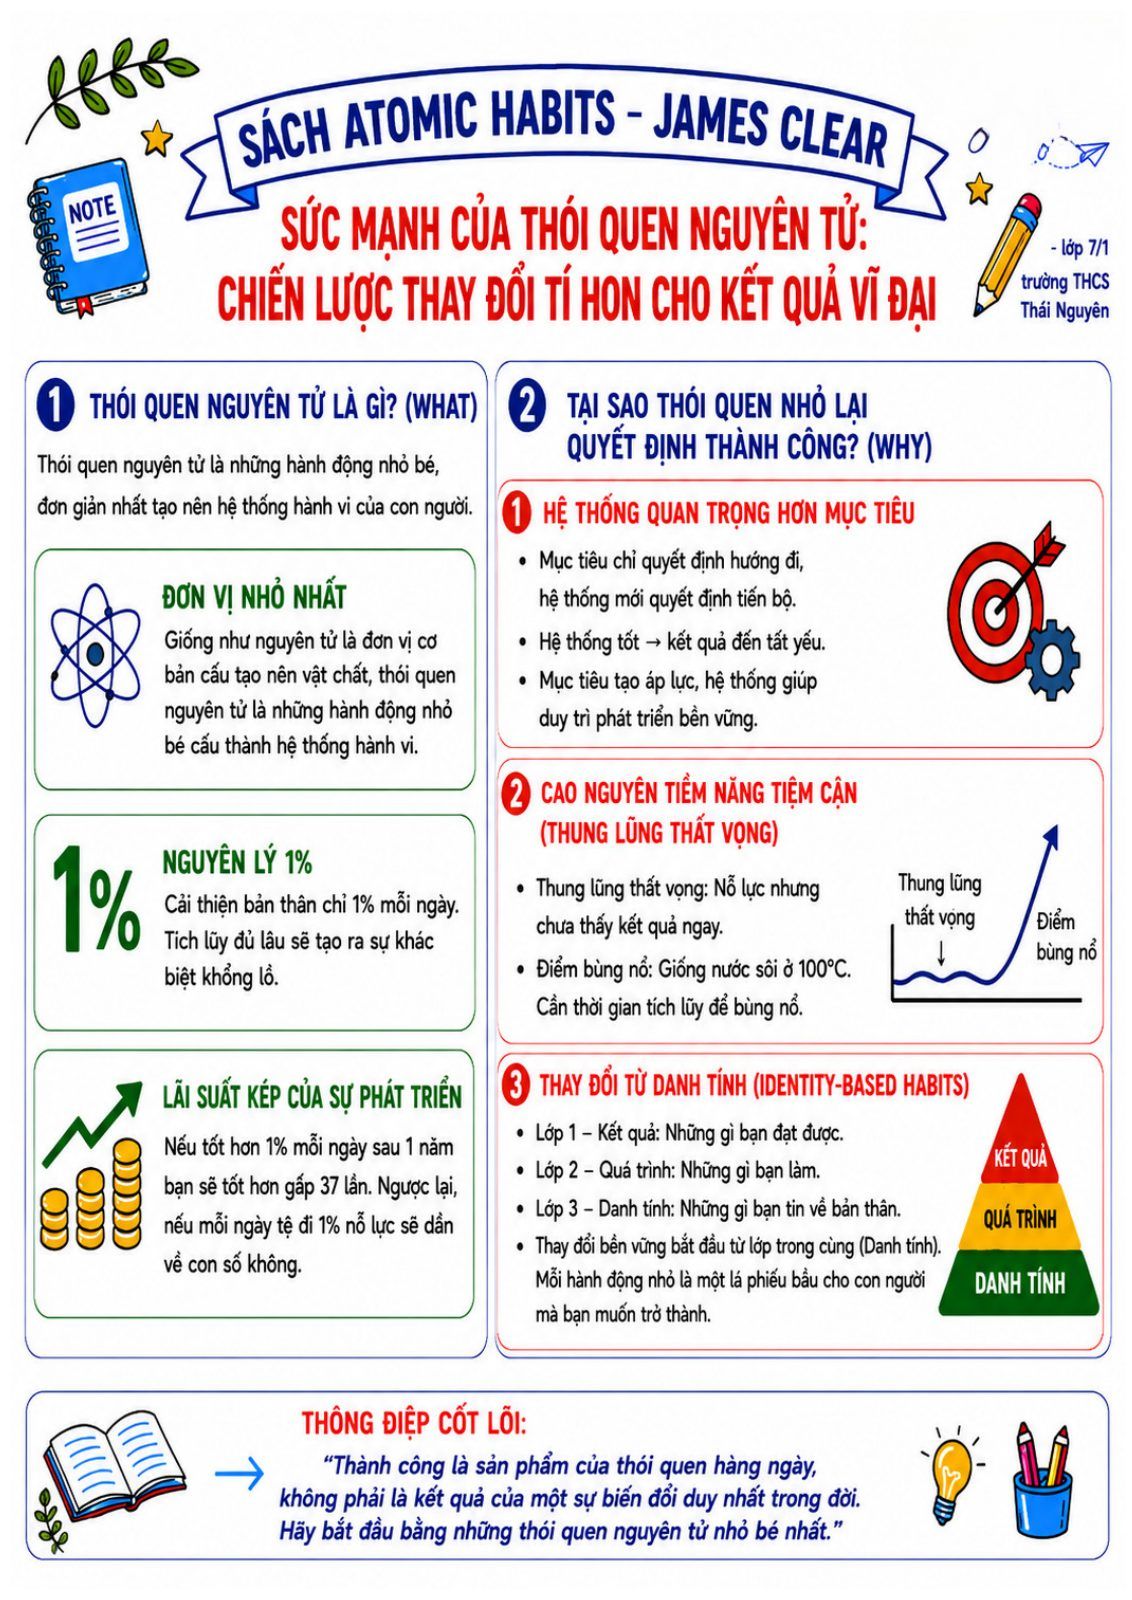 SÁCH ATOMIC HABITS - JAMES CLEAR
NOTE
SỨC MẠNH CỦA THÓI QUEN NGUYÊN TỬ:
CHIẾN LƯỢC THAY ĐỔI TÍ HON CHO KẾT QUẢ VĨ ĐẠI
- lớp 7/1
trường THCS
Thái Nguyên
1 THÓI QUEN NGUYÊN TỬ LÀ GÌ? (WHAT)
Thói quen nguyên tử là những hành động nhỏ bé,
đơn giản nhất tạo nên hệ thống hành vi của con người.
ĐƠN VỊ NHỎ NHẤT
Giống như nguyên tử là đơn vị cơ
bản cấu tạo nên vật chất, thói quen
nguyên tử là những hành động nhỏ
bé cấu thành hệ thống hành vi.
1%
NGUYÊN LÝ 1%
Cải thiện bản thân chỉ 1% mỗi ngày.
Tích lũy đủ lâu sẽ tạo ra sự khác
biệt khổng lồ.
LÃI SUẤT KÉP CỦA SỰ PHÁT TRIỂN
Nếu tốt hơn 1% mỗi ngày sau 1 năm
bạn sẽ tốt hơn gấp 37 lần. Ngược lại,
nếu mỗi ngày tệ đi 1% nỗ lực sẽ dần
về con số không.
2 TẠI SAO THÓI QUEN NHỎ LẠI
QUYẾT ĐỊNH THÀNH CÔNG? (WHY)
1 HỆ THỐNG QUAN TRỌNG HƠN MỤC TIÊU
• Mục tiêu chỉ quyết định hướng đi,
hệ thống mới quyết định tiến bộ.
• Hệ thống tốt → kết quả đến tất yếu.
• Mục tiêu tạo áp lực, hệ thống giúp
duy trì phát triển bền vững.
2 CAO NGUYÊN TIỀM NĂNG TIỆM CẬN
(THUNG LŨNG THẤT VỌNG)
• Thung lũng thất vọng: Nỗ lực nhưng
chưa thấy kết quả ngay.
• Điểm bùng nổ: Giống nước sôi ở 100°C.
Cần thời gian tích lũy để bùng nổ.
Thung lũng
thất vọng
Điểm
bùng nổ
3 THAY ĐỔI TỪ DANH TÍNH (IDENTITY-BASED HABITS)
• Lớp 1 – Kết quả: Những gì bạn đạt được.
• Lớp 2 – Quá trình: Những gì bạn làm.
• Lớp 3 – Danh tính: Những gì bạn tin về bản thân.
• Thay đổi bền vững bắt đầu từ lớp trong cùng (Danh tính).
Mỗi hành động nhỏ là một lá phiếu bầu cho con người
mà bạn muốn trở thành.
KẾT QUẢ
QUÁ TRÌNH
DANH TÍNH
THÔNG ĐIỆP CỐT LÕI:
“Thành công là sản phẩm của thói quen hàng ngày,
không phải là kết quả của một sự biến đổi duy nhất trong đời.
Hãy bắt đầu bằng những thói quen nguyên tử nhỏ bé nhất.”